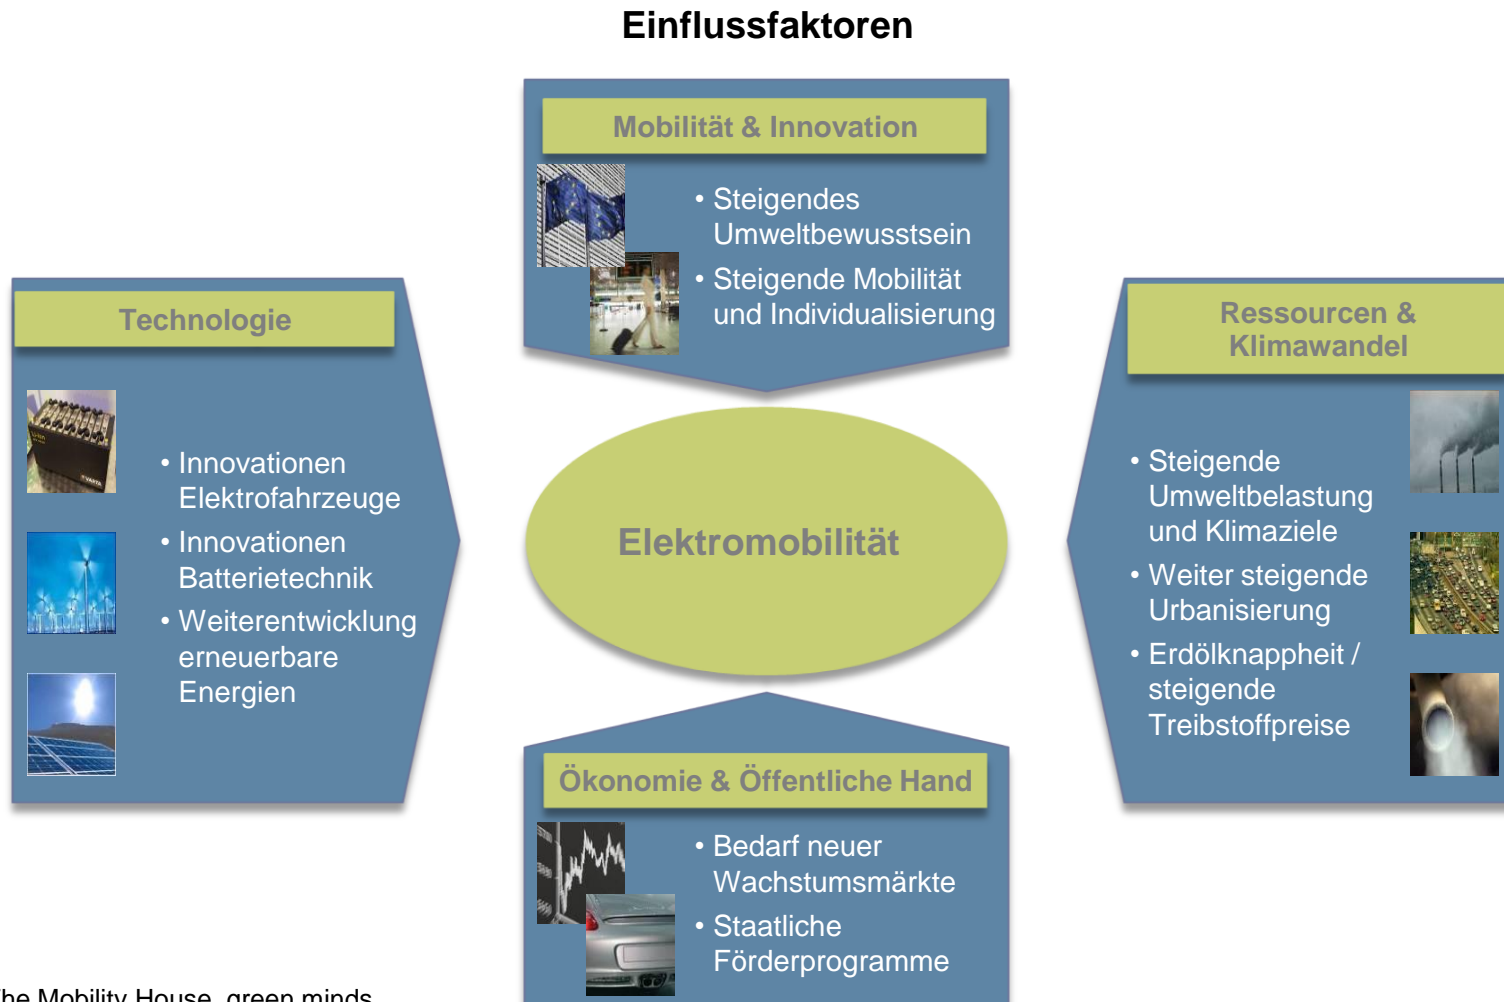 Einflussfaktoren
Mobilität & Innovation
• Steigendes
Umweltbewusstsein
• Steigende Mobilität
und Individualisierung
Technologie
• Innovationen
Elektrofahrzeuge
• Innovationen
Batterietechnik
• Weiterentwicklung
erneuerbare
Energien
Elektromobilität
Ressourcen &
Klimawandel
• Steigende
Umweltbelastung
und Klimaziele
• Weiter steigende
Urbanisierung
• Erdölknappheit /
steigende
Treibstoffpreise
Ökonomie & Öffentliche Hand
• Bedarf neuer
Wachstumsmärkte
• Staatliche
Förderprogramme
Mobility House, green minds